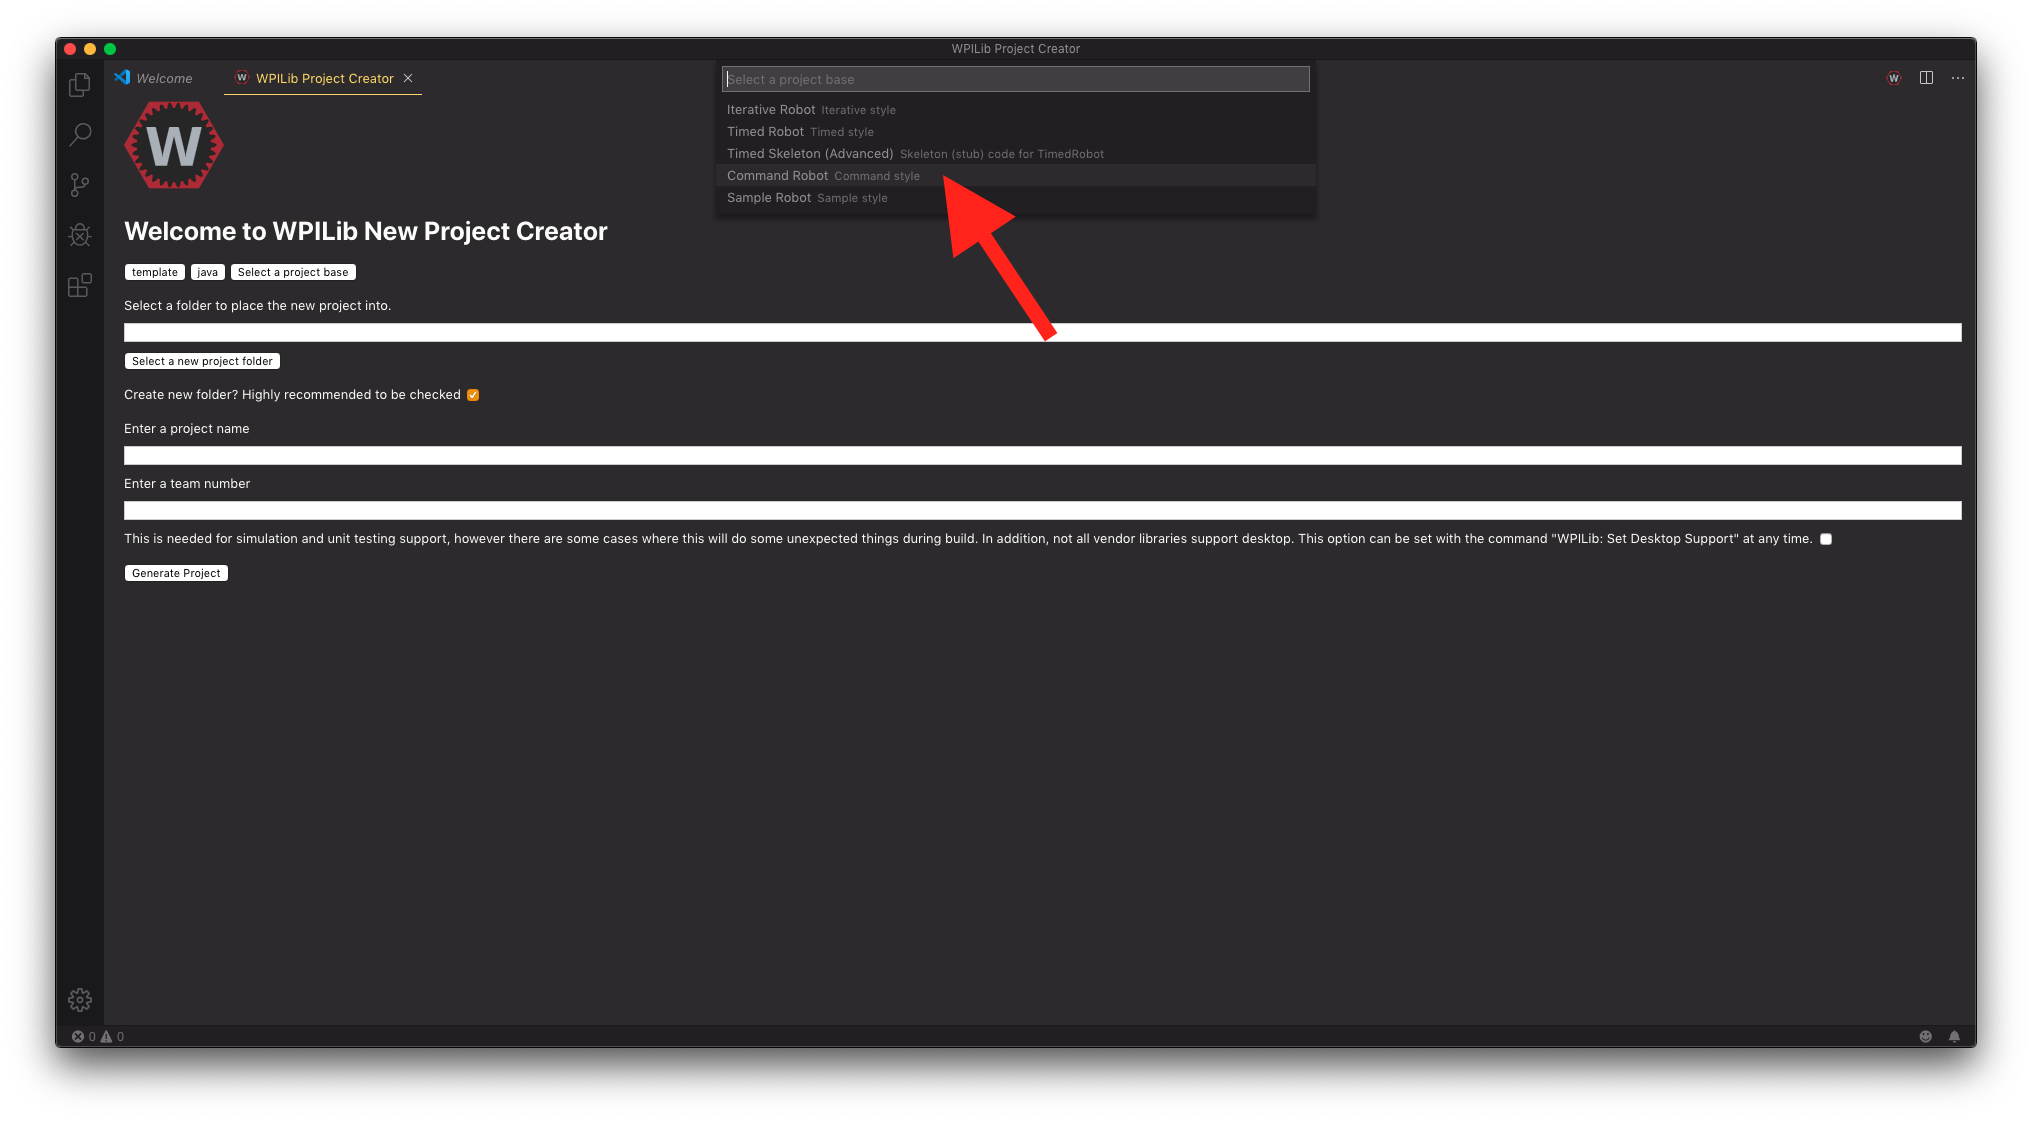 WPILib Project Creator
Welcome
W WPILib Project Creator
Select a project base
W
Iterative Robot Iterative style
Timed Robot Timed style
Timed Skeleton (Advanced) Skeleton (stub) code for TimedRobot
Command Robot Command style
Sample Robot Sample style
W
Welcome to WPILib New Project Creator
template java Select a project base
Select a folder to place the new project into.
Select a new project folder
Create new folder? Highly recommended to be checked
Enter a project name
Enter a team number
This is needed for simulation and unit testing support, however there are some cases where this will do some unexpected things during build. In addition, not all vendor libraries support desktop. This option can be set with the command "WPILib: Set Desktop Support" at any time.
Generate Project
0 0